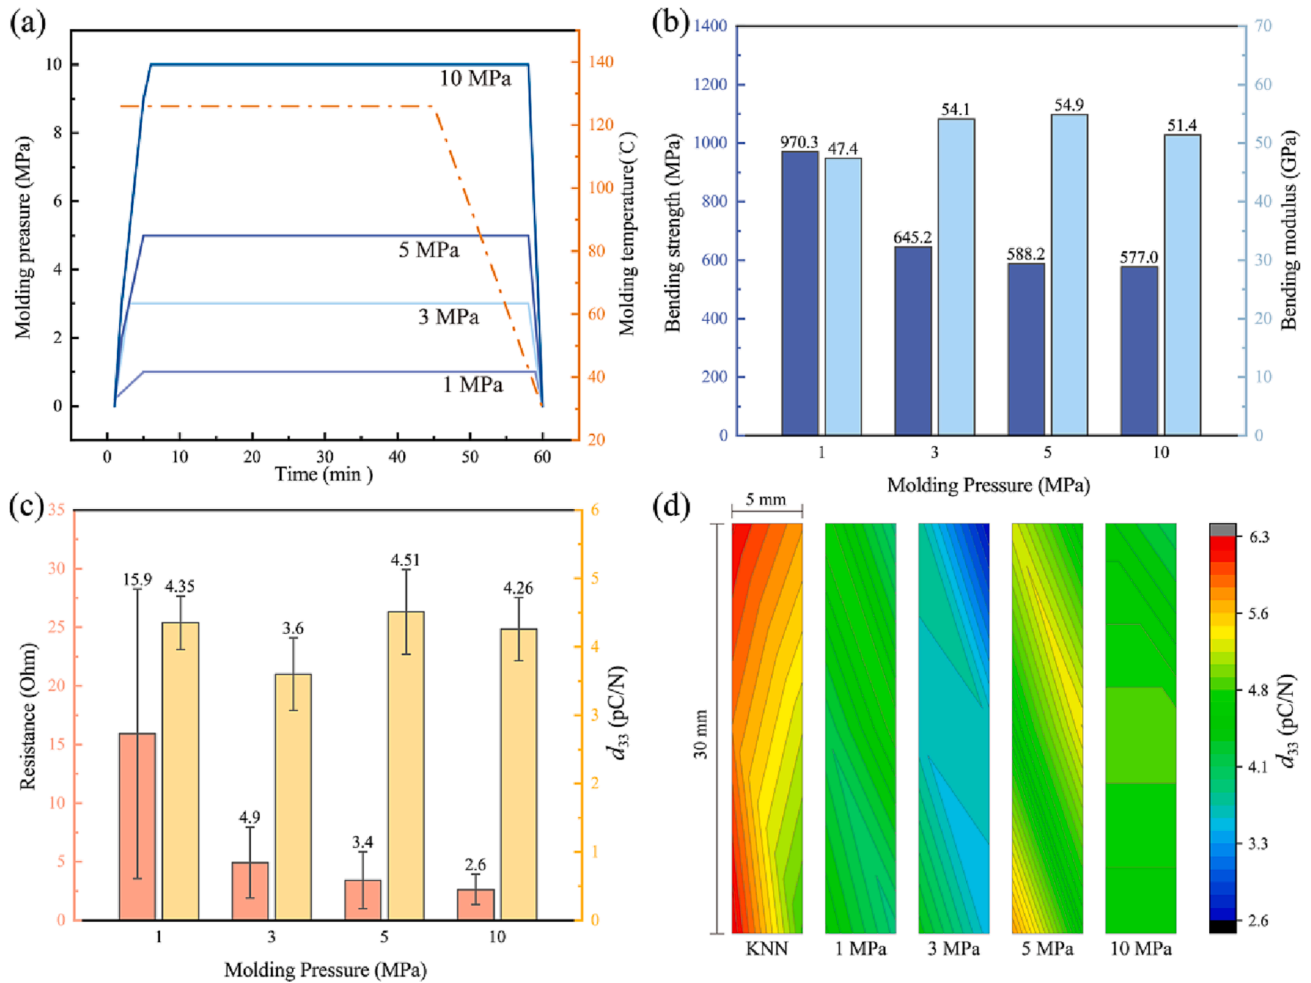 (a)
Molding preasure (MPa)
10
8
6
4
2
0
10 MPa
5 MPa
3 MPa
1 MPa
140
120
100
80
60
40
20
Molding temperature(℃)
0 10 20 30 40 50 60
Time (min )
(b)
Bending strength (MPa)
1400
1200
1000
800
600
400
200
0
970.3
47.4
645.2
54.1
588.2
54.9
577.0
51.4
70
60
50
40
30
20
10
0
Bending modulus (GPa)
1 3 5 10
Molding Pressure (MPa)
(c)
Resistance (Ohm)
35
30
25
20
15
10
5
0
15.9
4.35
4.9
3.6
3.4
4.51
2.6
4.26
6
5
4
3
2
1
0
d33 (pC/N)
1 3 5 10
Molding Pressure (MPa)
(d)
5 mm
30 mm
KNN 1 MPa 3 MPa 5 MPa 10 MPa
6.3
5.6
4.8
4.1
3.3
2.6
d33 (pC/N)